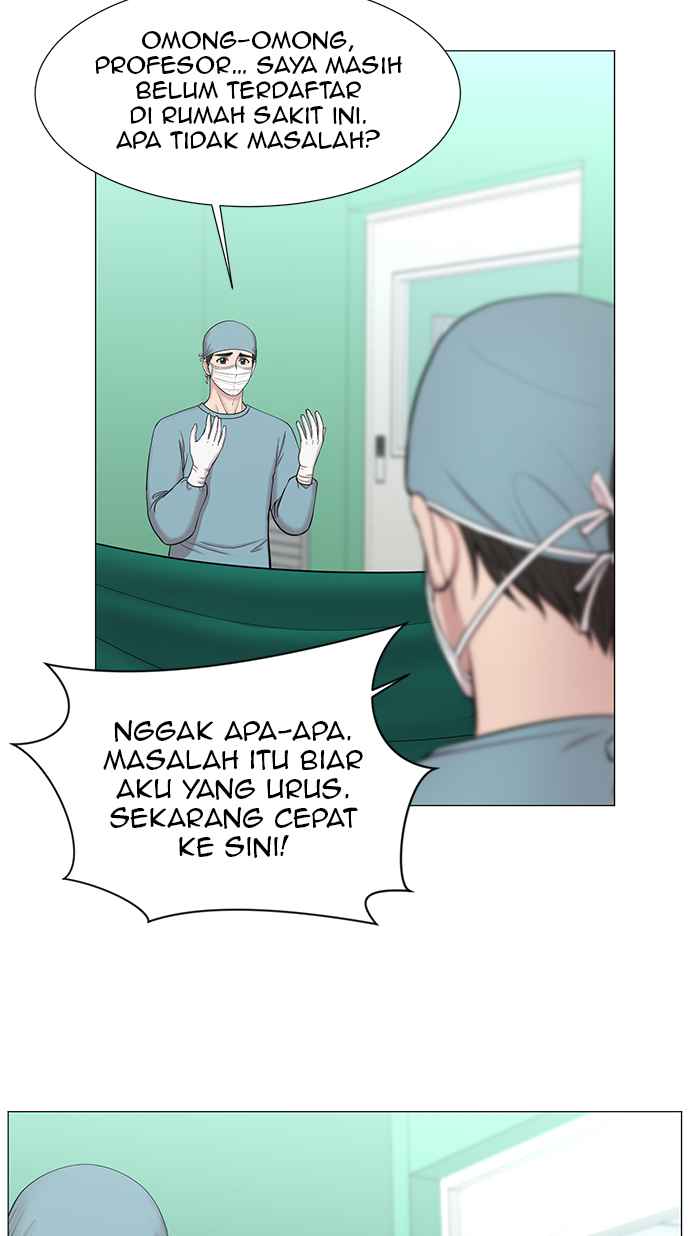 OMONG-OMONG,
PROFESOR... SAYA MASIH
BELUM TERDAFTAR
DI RUMAH SAKIT INI.
APA TIDAK MASALAH?
NGGAK APA-APA.
MASALAH ITU BIAR
AKU YANG URUS.
SEKARANG CEPAT
KE SINI!